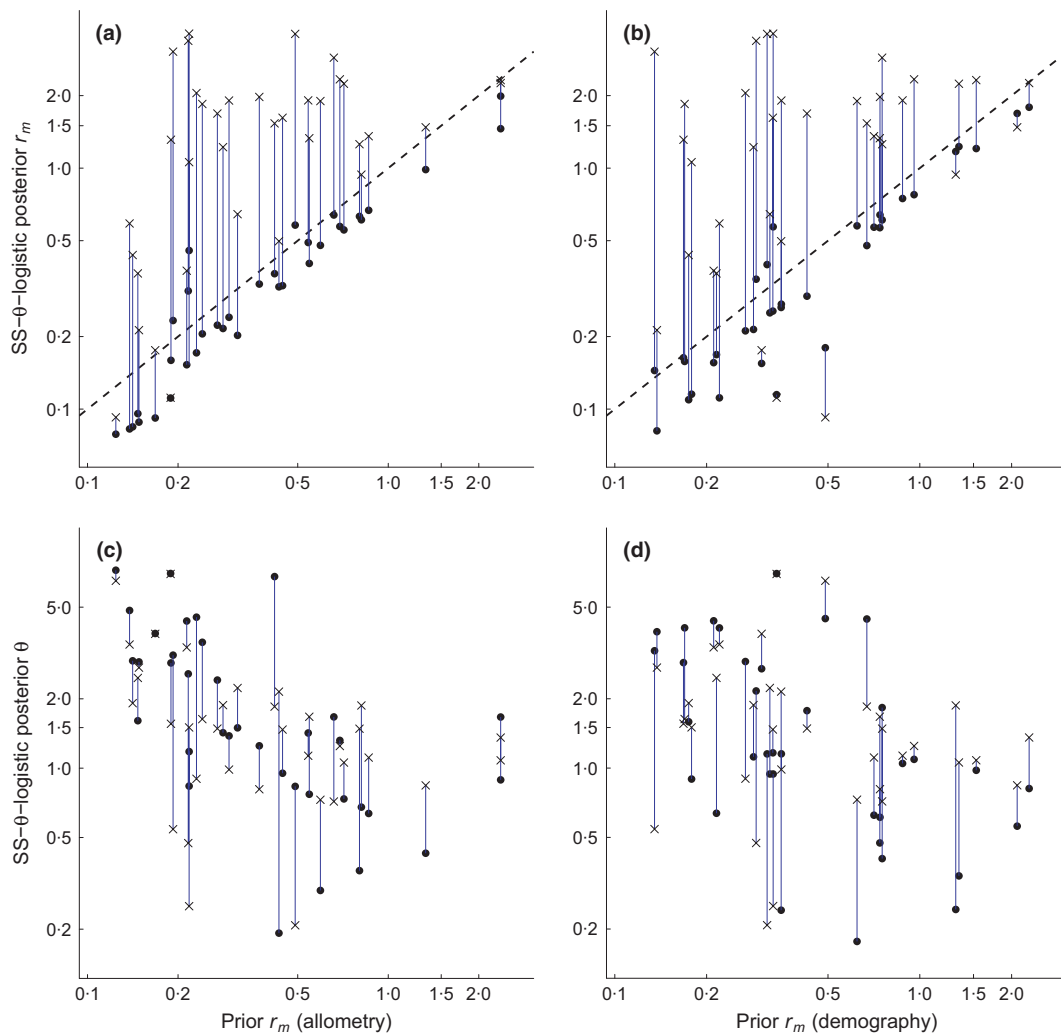 (a)
(b)
SS-θ-logistic posterior rₘ
2·0
1·5
1·0
0·5
0·2
0·1
0·1 0·2 0·5 1·0 1·5 2·0
2·0
1·5
1·0
0·5
0·2
0·1
0·1 0·2 0·5 1·0 1·5 2·0
(c)
(d)
SS-θ-logistic posterior θ
5·0
2·0
1·5
1·0
0·5
0·2
0·1 0·2 0·5 1·0 1·5 2·0
Prior rₘ (allometry)
5·0
2·0
1·5
1·0
0·5
0·2
0·1 0·2 0·5 1·0 1·5 2·0
Prior rₘ (demography)